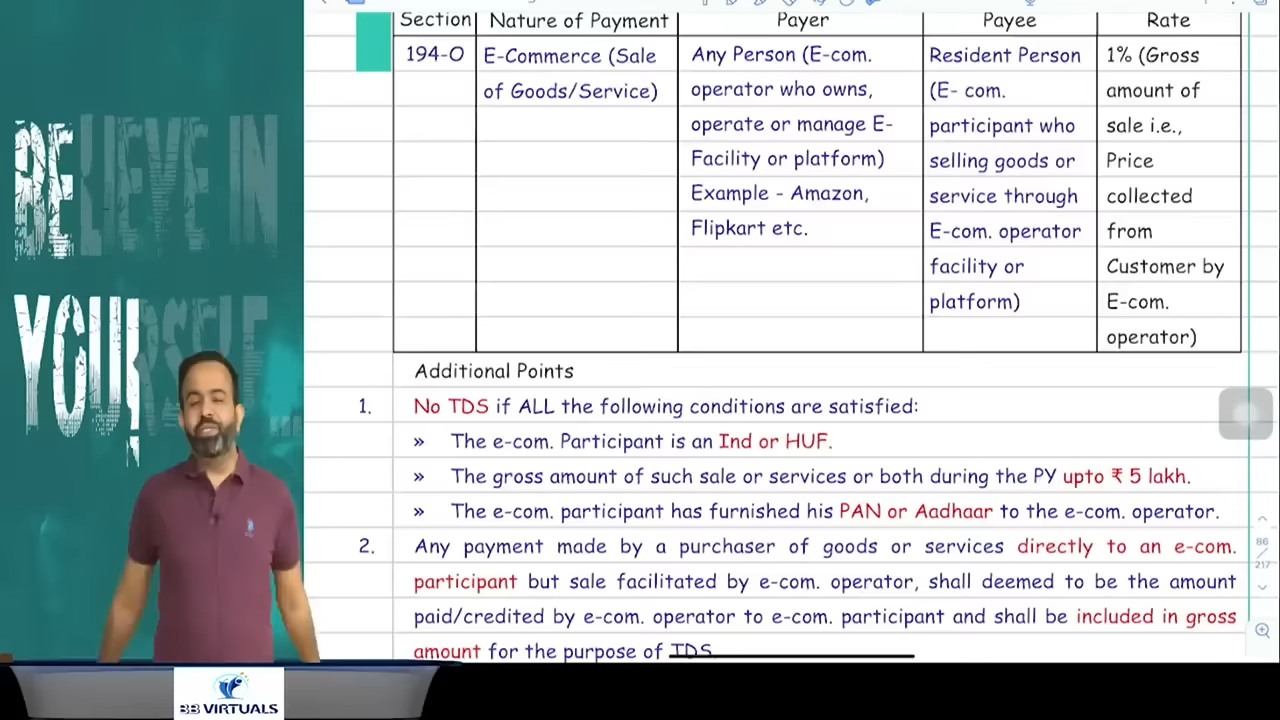 BELIEVE IN
YOURSELF
Section Nature of Payment Payer Payee Rate
194-O E-Commerce (Sale of Goods/Service) Any Person (E-com. operator who owns, operate or manage E-Facility or platform) Example - Amazon, Flipkart etc. Resident Person (E- com. participant who selling goods or service through E-com. operator facility or platform) 1% (Gross amount of sale i.e., Price collected from Customer by E-com. operator)
Additional Points
1. No TDS if ALL the following conditions are satisfied:
» The e-com. Participant is an Ind or HUF.
» The gross amount of such sale or services or both during the PY upto ₹ 5 lakh.
» The e-com. participant has furnished his PAN or Aadhaar to the e-com. operator.
2. Any payment made by a purchaser of goods or services directly to an e-com.
participant but sale facilitated by e-com. operator, shall deemed to be the amount
paid/credited by e-com. operator to e-com. participant and shall be included in gross
amount for the purpose of TDS.
86
217
BB VIRTUALS